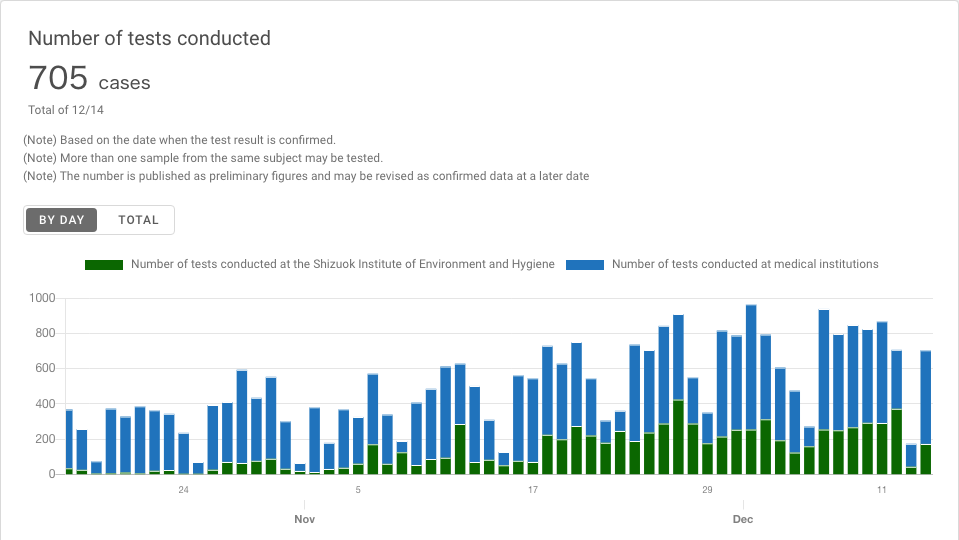 Number of tests conducted
705 cases
Total of 12/14
(Note) Based on the date when the test result is confirmed.
(Note) More than one sample from the same subject may be tested.
(Note) The number is published as preliminary figures and may be revised as confirmed data at a later date
BY DAY TOTAL
Number of tests conducted at the Shizuok Institute of Environment and Hygiene Number of tests conducted at medical institutions
1000
800
600
400
200
0
24 5 17 29 11
Nov Dec